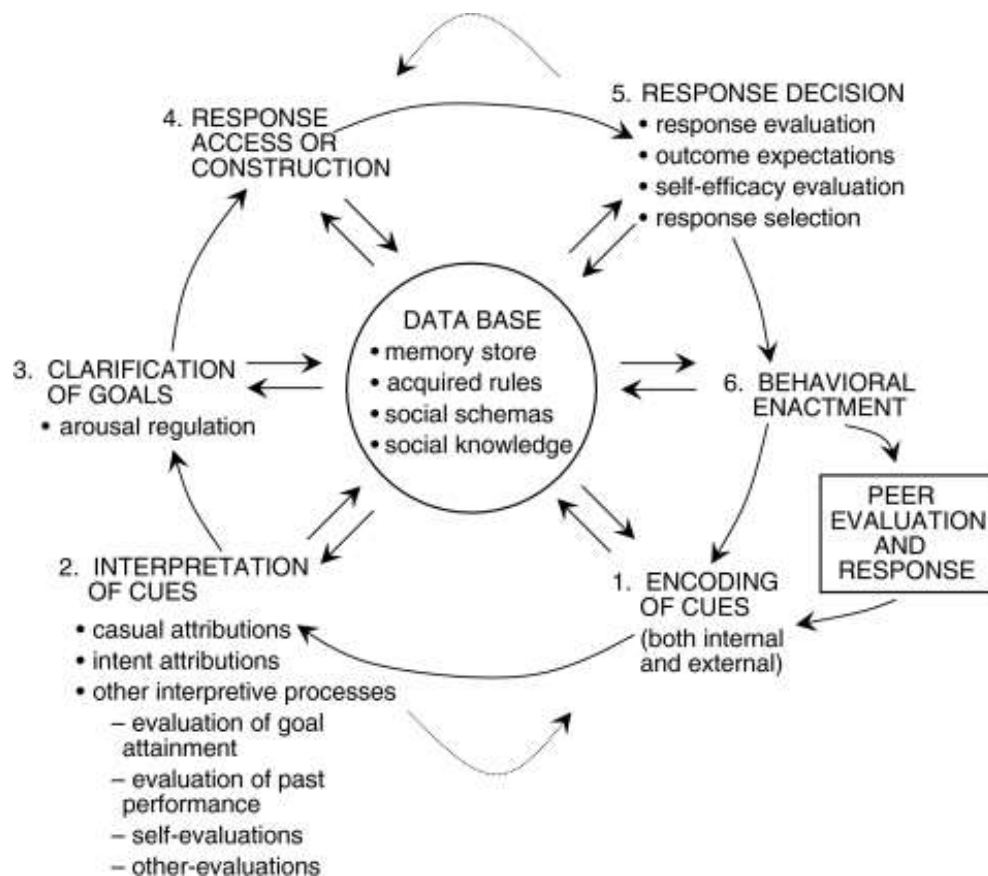 4. RESPONSE
ACCESS OR
CONSTRUCTION
5. RESPONSE DECISION
• response evaluation
• outcome expectations
• self-efficacy evaluation
• response selection
DATA BASE
• memory store
• acquired rules
• social schemas
• social knowledge
3. CLARIFICATION
OF GOALS
• arousal regulation
6. BEHAVIORAL
ENACTMENT
PEER
EVALUATION
AND
RESPONSE
2. INTERPRETATION
OF CUES
• casual attributions
• intent attributions
• other interpretive processes
– evaluation of goal
attainment
– evaluation of past
performance
– self-evaluations
– other-evaluations
1. ENCODING
OF CUES
(both internal
and external)